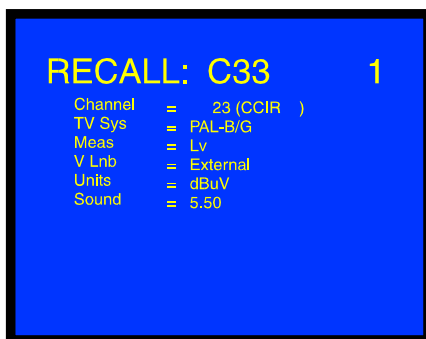 RECALL: C33 1
Channel = 23 (CCIR )
TV Sys = PAL-B/G
Meas = Lv
V Lnb = External
Units = dBuV
Sound = 5.50